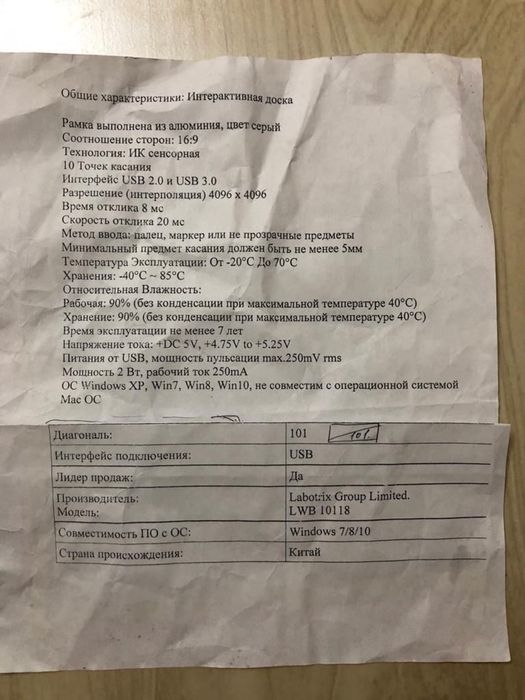 Общие характеристики: Интерактивная доска
Рамка выполнена из алюминия, цвет серый
Соотношение сторон: 16:9
Технология: ИК сенсорная
10 Точек касания
Интерфейс USB 2.0 и USB 3.0
Разрешение (интерполяция) 4096 x 4096
Время отклика 8 мс
Скорость отклика 20 мс
Метод ввода: палец, маркер или не прозрачные предметы
Минимальный предмет касания должен быть не менее 5мм
Температура Эксплуатации: От -20°C До 70°C
Хранения: -40°C ~ 85°C
Относительная Влажность:
Рабочая: 90% (без конденсации при максимальной температуре 40°C)
Хранение: 90% (без конденсации при максимальной температуре 40°C)
Время эксплуатации не менее 7 лет
Напряжение тока: +DC 5V, +4.75V to +5.25V
Питания от USB, мощность пульсации max.250mV rms
Мощность 2 Вт, рабочий ток 250mA
ОС Windows XP, Win7, Win8, Win10, не совместим с операционной системой
Mac ОС
Диагональ: 101 101
Интерфейс подключения: USB
Лидер продаж: Да
Производитель: Labotrix Group Limited.
Модель: LWB 10118
Совместимость ПО с ОС: Windows 7/8/10
Страна происхождения: Китай